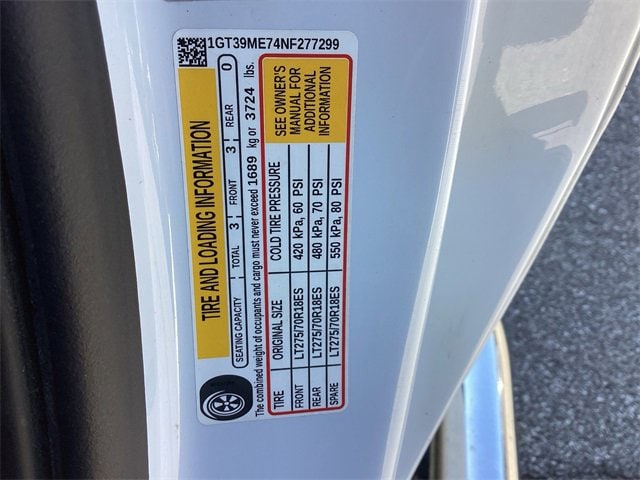 1GT39ME74NF277299
TIRE AND LOADING INFORMATION
SEATING CAPACITY TOTAL 3 FRONT 3 REAR 0
The combined weight of occupants and cargo must never exceed 1689 kg or 3724 lbs.
TIRE ORIGINAL SIZE COLD TIRE PRESSURE
FRONT LT275/70R18ES 420 kPa, 60 PSI
REAR LT275/70R18ES 480 kPa, 70 PSI
SPARE LT275/70R18ES 550 kPa, 80 PSI
SEE OWNER'S
MANUAL FOR
ADDITIONAL
INFORMATION